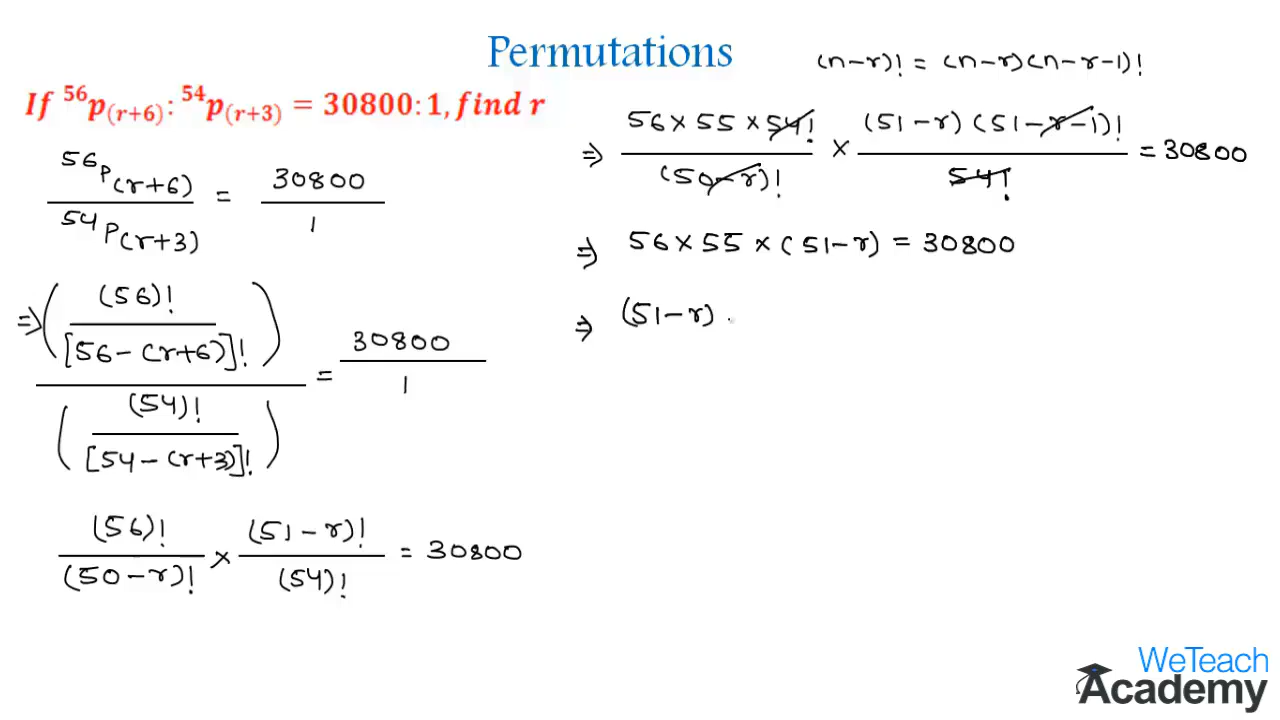 Permutations
(n-r)! = (n-r)(n-r-1)!
If ⁵⁶p₍ᵣ₊₆₎: ⁵⁴p₍ᵣ₊₃₎ = 30800: 1, find r
⁵⁶P(r+6) / ⁵⁴P(r+3) = 30800 / 1
⇒ ( (56)! / [56-(r+6)]! ) / ( (54)! / [54-(r+3)]! ) = 30800 / 1
(56)! / (50-r)! × (51-r)! / (54)! = 30800
⇒ 56×55×54! / (50-r)! × (51-r)(51-r-1)! / 54! = 30800
⇒ 56×55×(51-r) = 30800
⇒ (51-r)
WeTeach
Academy